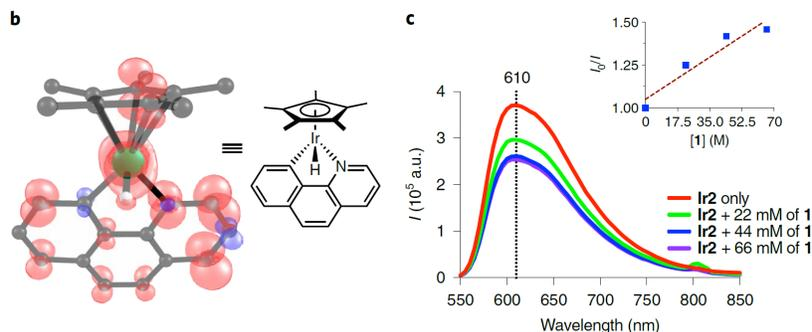 b
Ir
H
N
c
I0/I
1.50
1.25
1.00
0
17.5
35.0
52.5
70
[1] (M)
610
I (10⁵ a.u.)
4
3
2
1
0
550
600
650
700
750
800
850
Wavelength (nm)
Ir2 only
Ir2 + 22 mM of 1
Ir2 + 44 mM of 1
Ir2 + 66 mM of 1